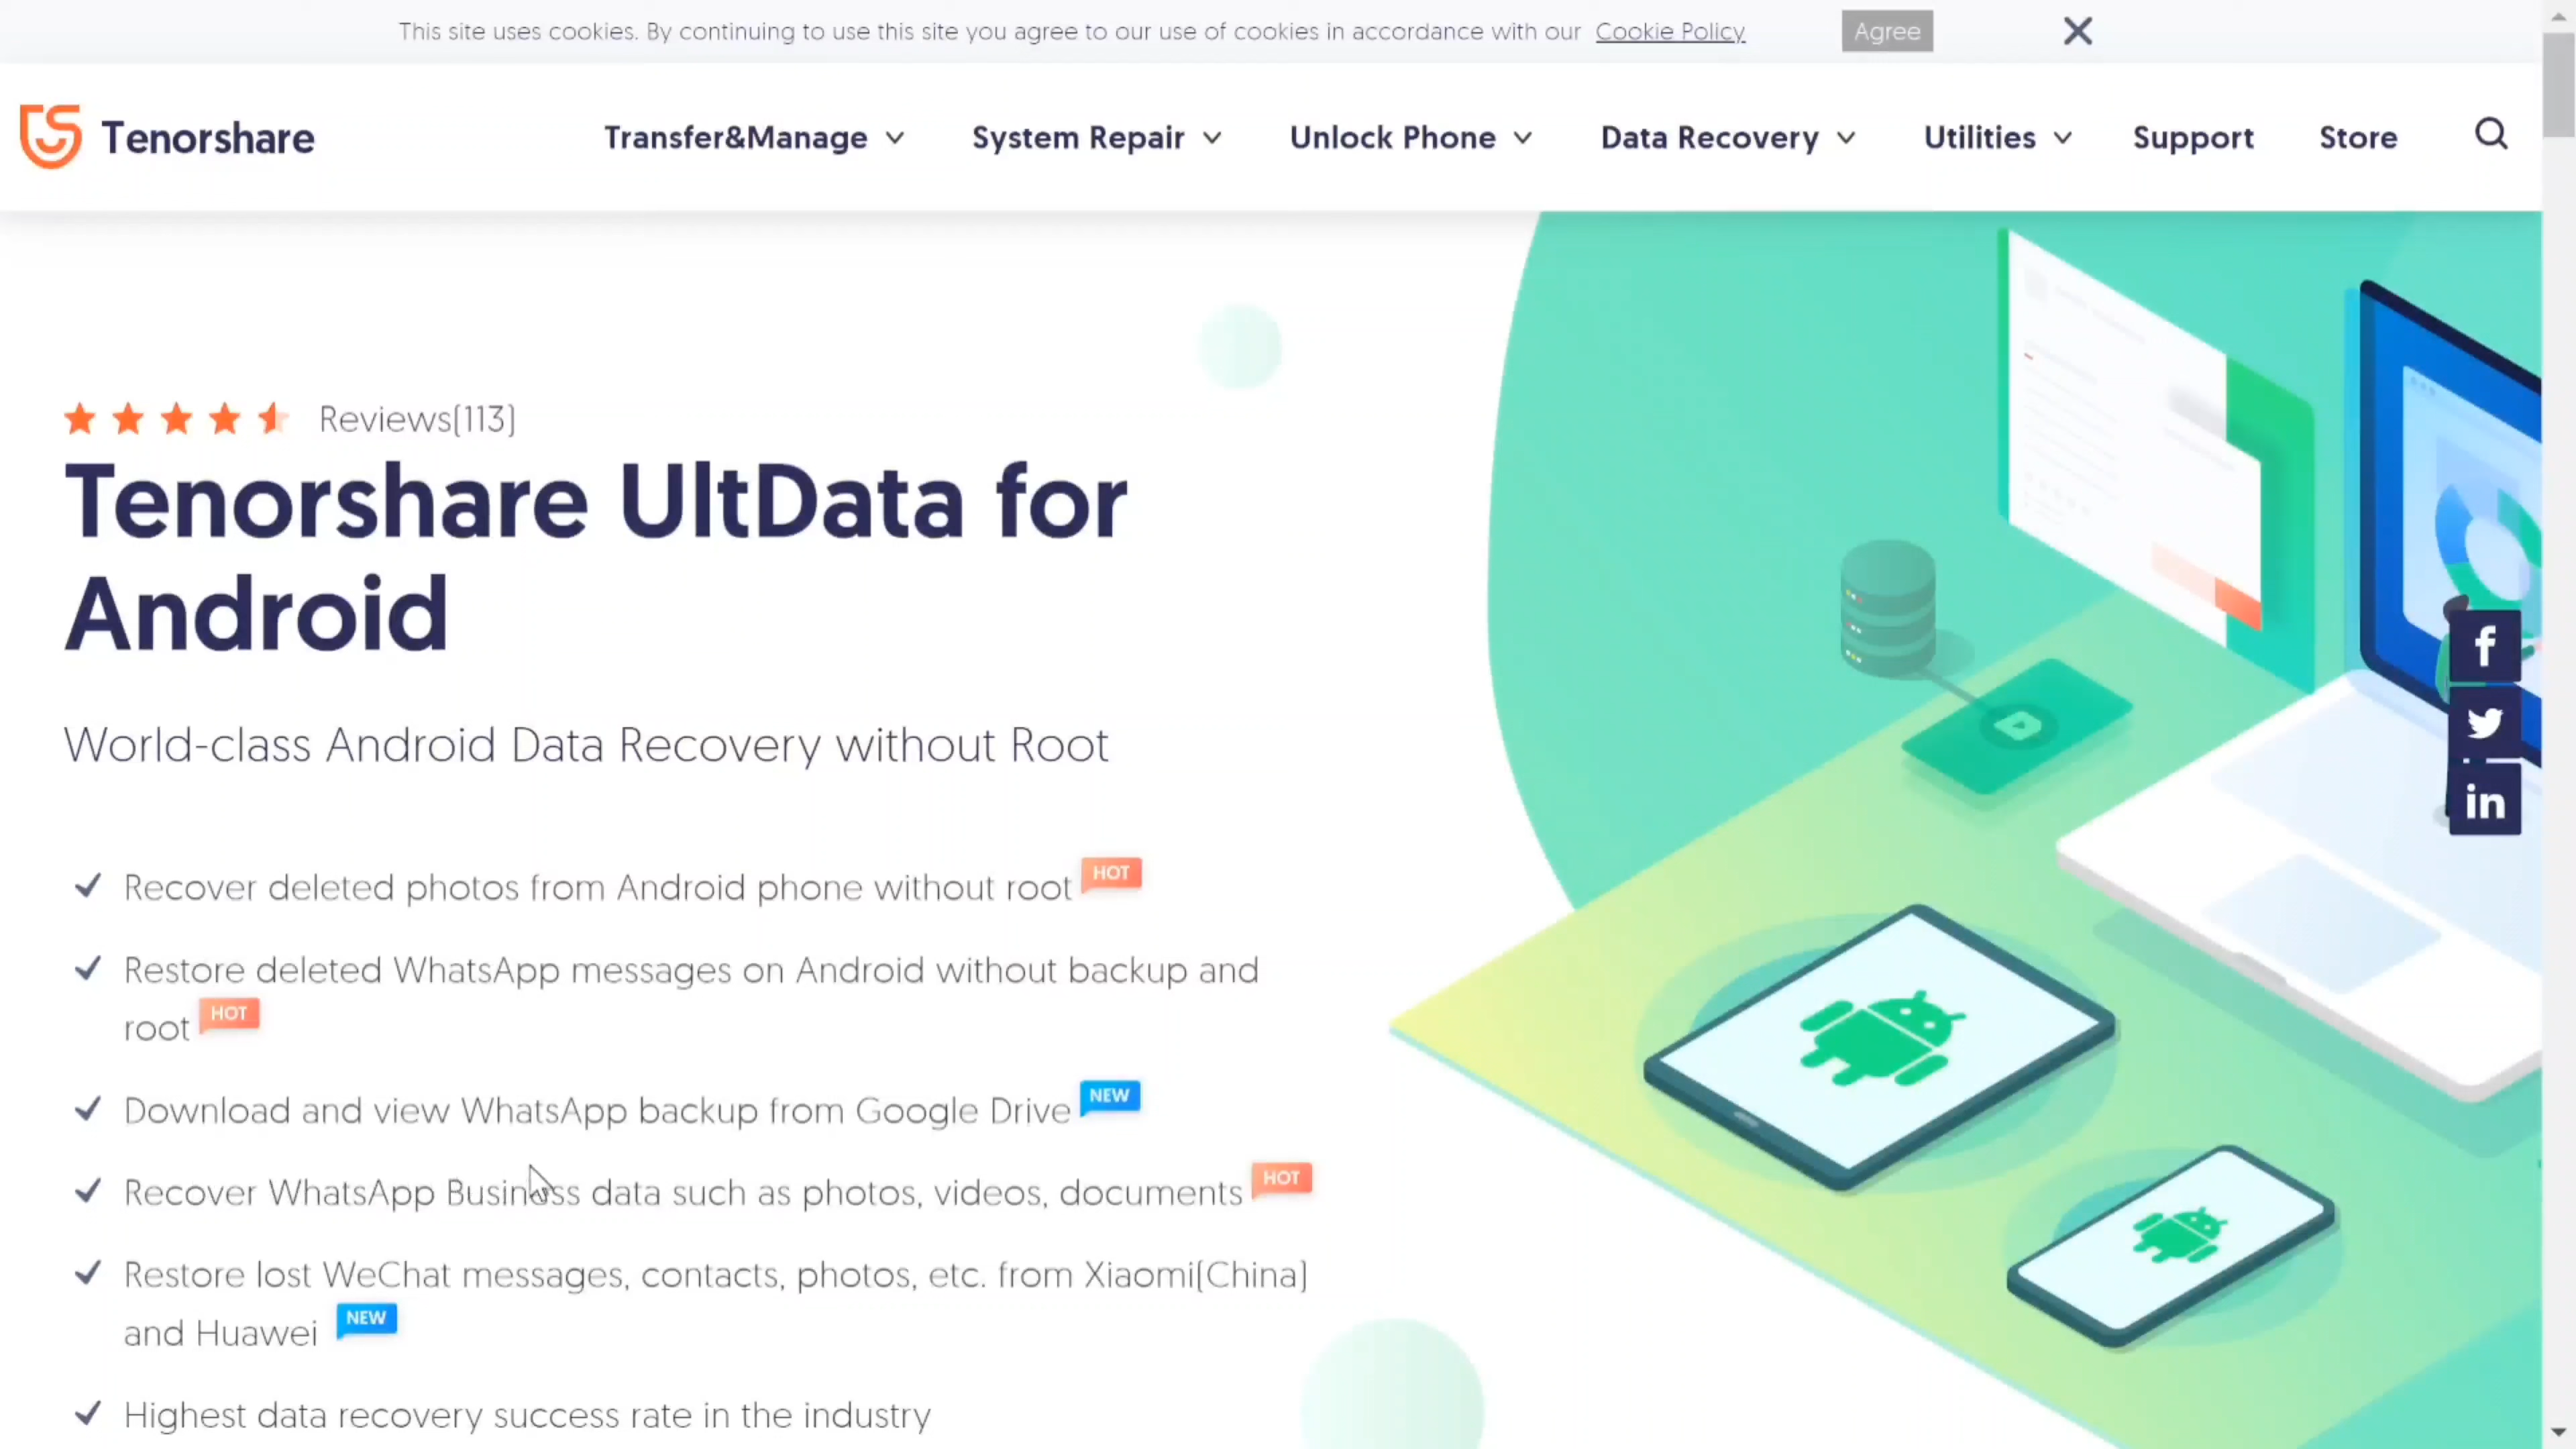 This site uses cookies. By continuing to use this site you agree to our use of cookies in accordance with our Cookie Policy
Agree
Tenorshare
Transfer&Manage
System Repair
Unlock Phone
Data Recovery
Utilities
Support
Store
Reviews(113)
Tenorshare UltData for
Android
World-class Android Data Recovery without Root
Recover deleted photos from Android phone without root HOT
Restore deleted WhatsApp messages on Android without backup and
root HOT
Download and view WhatsApp backup from Google Drive NEW
Recover WhatsApp Business data such as photos, videos, documents HOT
Restore lost WeChat messages, contacts, photos, etc. from Xiaomi(China)
and Huawei NEW
Highest data recovery success rate in the industry
f
in